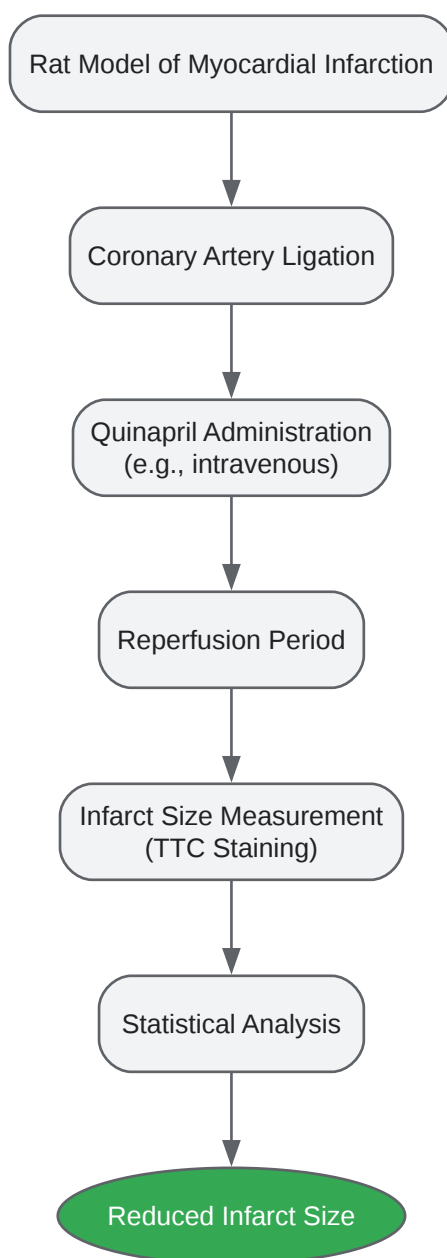 Rat Model of Myocardial Infarction
Coronary Artery Ligation
Quinapril Administration
(e.g., intravenous)
Reperfusion Period
Infarct Size Measurement
(TTC Staining)
Statistical Analysis
Reduced Infarct Size